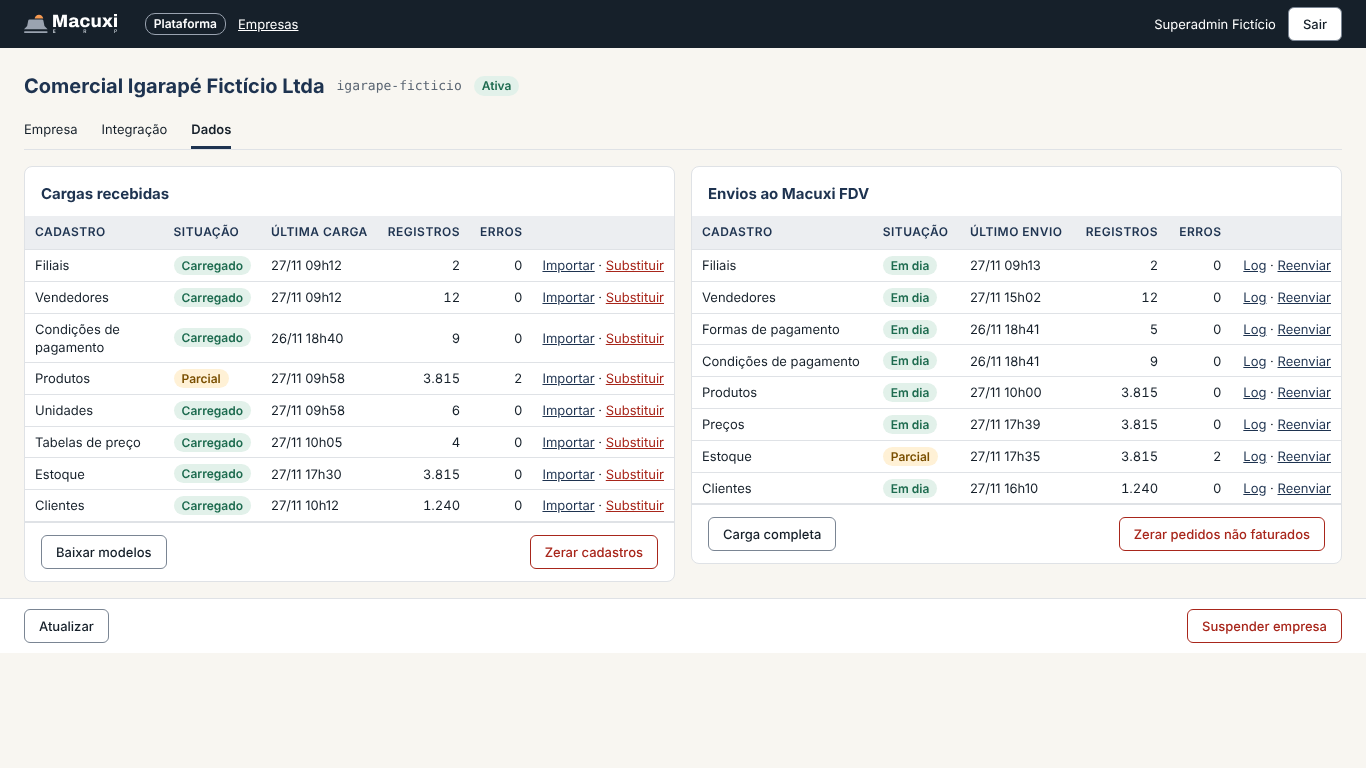 Macuxi
E R P
Plataforma
Empresas
Superadmin Fictício
Sair
Comercial Igarapé Fictício Ltda igarape-ficticio Ativa
Empresa Integração Dados
Cargas recebidas
CADASTRO SITUAÇÃO ÚLTIMA CARGA REGISTROS ERROS
Filiais Carregado 27/11 09h12 2 0 Importar · Substituir
Vendedores Carregado 27/11 09h12 12 0 Importar · Substituir
Condições de
pagamento Carregado 26/11 18h40 9 0 Importar · Substituir
Produtos Parcial 27/11 09h58 3.815 2 Importar · Substituir
Unidades Carregado 27/11 09h58 6 0 Importar · Substituir
Tabelas de preço Carregado 27/11 10h05 4 0 Importar · Substituir
Estoque Carregado 27/11 17h30 3.815 0 Importar · Substituir
Clientes Carregado 27/11 10h12 1.240 0 Importar · Substituir
Baixar modelos Zerar cadastros
Envios ao Macuxi FDV
CADASTRO SITUAÇÃO ÚLTIMO ENVIO REGISTROS ERROS
Filiais Em dia 27/11 09h13 2 0 Log · Reenviar
Vendedores Em dia 27/11 15h02 12 0 Log · Reenviar
Formas de pagamento Em dia 26/11 18h41 5 0 Log · Reenviar
Condições de pagamento Em dia 26/11 18h41 9 0 Log · Reenviar
Produtos Em dia 27/11 10h00 3.815 0 Log · Reenviar
Preços Em dia 27/11 17h39 3.815 0 Log · Reenviar
Estoque Parcial 27/11 17h35 3.815 2 Log · Reenviar
Clientes Em dia 27/11 16h10 1.240 0 Log · Reenviar
Carga completa Zerar pedidos não faturados
Atualizar Suspender empresa